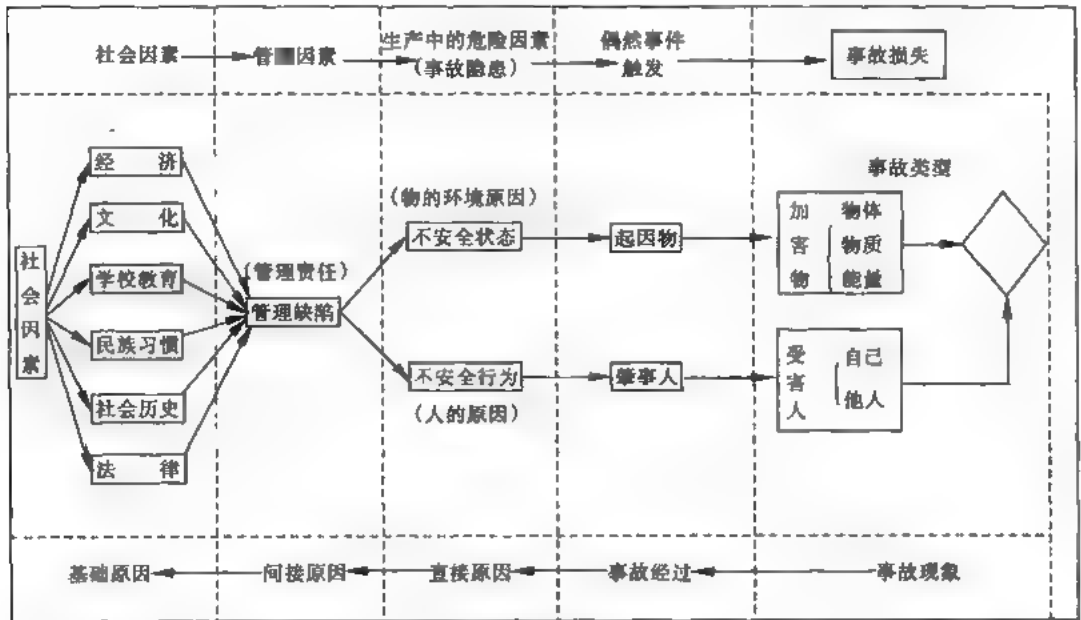 社会因素
管 因素
生产中的危险因素
(事故隐患)
偶然事件
触发
事故损失
社会因素
经 济
文 化
学校教育
民族习惯
社会历史
法 律
(管理责任)
管理缺陷
(物的环境原因)
不安全状态
不安全行为
(人的原因)
起因物
肇事人
事故类型
加害物
物体
物质
能量
受害人
自己
他人
基础原因
间接原因
直接原因
事故经过
事故现象